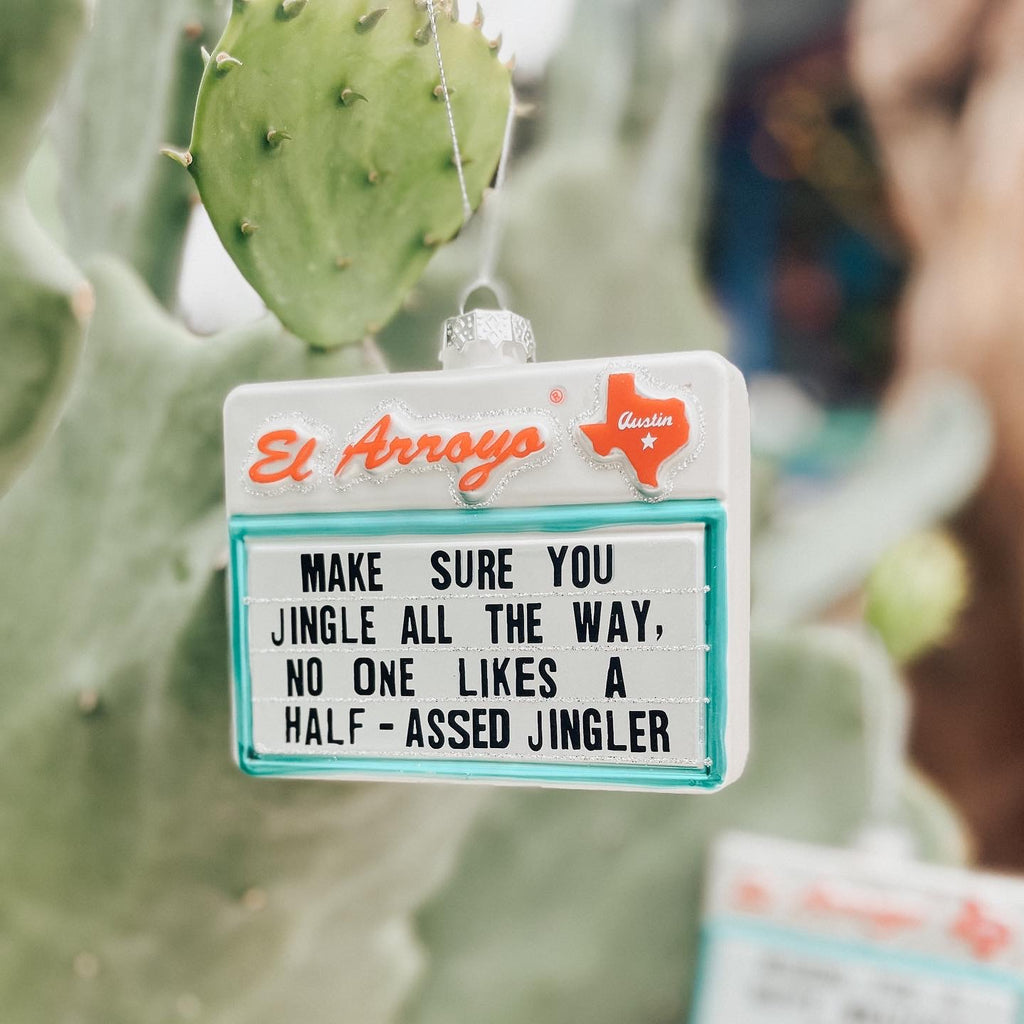 El Arroyo ®
Austin
MAKE SURE YOU
JINGLE ALL THE WAY,
NO ONE LIKES A
HALF-ASSED JINGLER